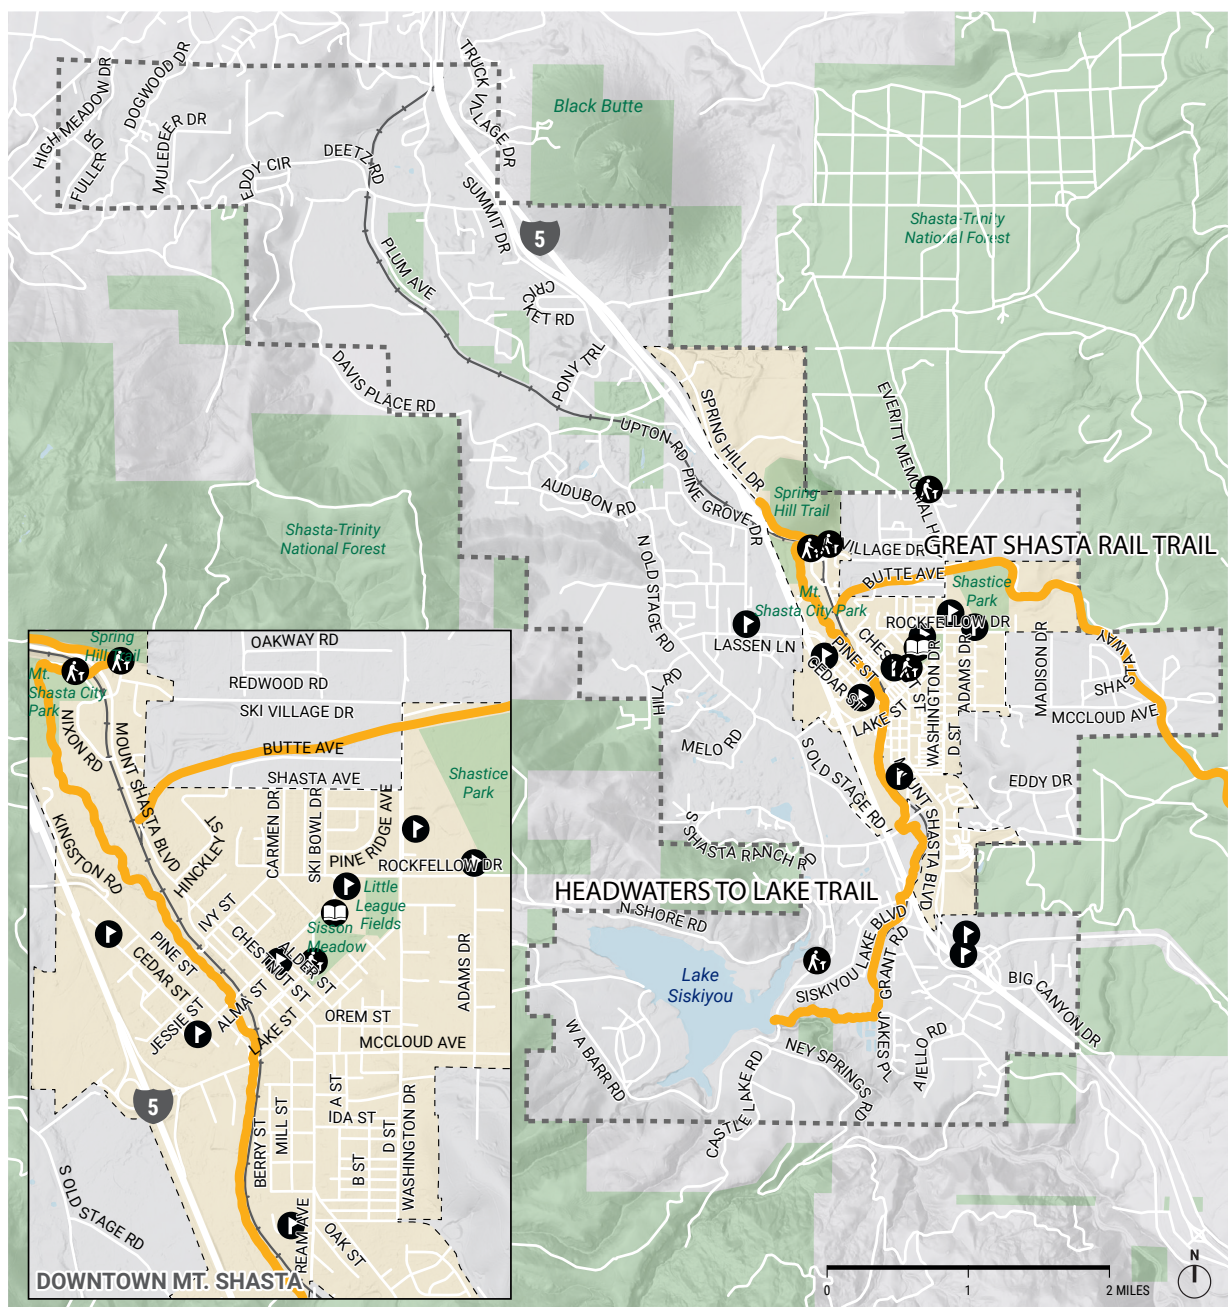 HIGH MEADOW DR
FULLER DR
DOGWOOD DR
MULEDEER DR
EDDY CIR
DEETZ RD
TRUCK VILLAGE DR
SUMMIT DR
Black Butte
5
PLUM AVE
CRICKET RD
PONY TRL
DAVIS PLACE RD
Shasta-Trinity
National Forest
EVERITT MEMORIAL H
SPRING HILL DR
UPTON RD
PINE GROVE DR
AUDUBON RD
Spring
Hill Trail
Shasta-Trinity
National Forest
N OLD STAGE RD
VILLAGE DR
GREAT SHASTA RAIL TRAIL
BUTTE AVE
Shastice
Park
Mt.
Shasta City Park
ROCKFELLOW DR
LASSEN LN
PINE ST
CEDAR ST
LAKE ST
WASHINGTON DR
ADAMS DR
D ST
MADISON DR
SHASTA WAY
SHA
MCCLOUD AVE
HILL RD
MELO RD
S OLD STAGE RD
MOUNT SHASTA BLVD
EDDY DR
S SHASTA RANCH RD
HEADWATERS TO LAKE TRAIL
N SHORE RD
Lake
Siskiyou
SISKIYOU LAKE BLVD
GRANT RD
BIG CANYON DR
W A BARR RD
CASTLE LAKE RD
NEY SPRINGS RD
JAKES PL
AIELLO RD
Spring
Hill Trail
Mt.
Shasta City
Park
OAKWAY RD
REDWOOD RD
SKI VILLAGE DR
BUTTE AVE
SHASTA AVE
Shastice
Park
NIXON RD
MOUNT SHASTA BLVD
KINGSTON RD
HINCKLEY ST
CARMEN DR
SKI BOWL DR
PINE RIDGE AVE
ROCKFELLOW DR
Little
League
Fields
Sisson
Meadow
IVY ST
CHESTNUT ST
ALDER ST
PINE ST
CEDAR ST
JESSIE ST
ALMA ST
LAKE ST
OREM ST
MCCLOUD AVE
ADAMS DR
5
BERRY ST
MILL ST
A ST
IDA ST
B ST
D ST
WASHINGTON DR
REAM AVE
OAK ST
S OLD STAGE RD
DOWNTOWN MT. SHASTA
0
1
2 MILES
N